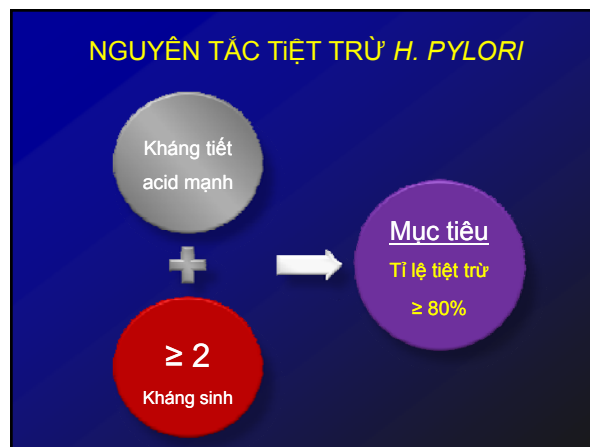 NGUYÊN TẮC TiỆT TRỪ H. PYLORI
Kháng tiết
acid mạnh
≥ 2
Kháng sinh
Mục tiêu
Tỉ lệ tiệt trừ
≥ 80%